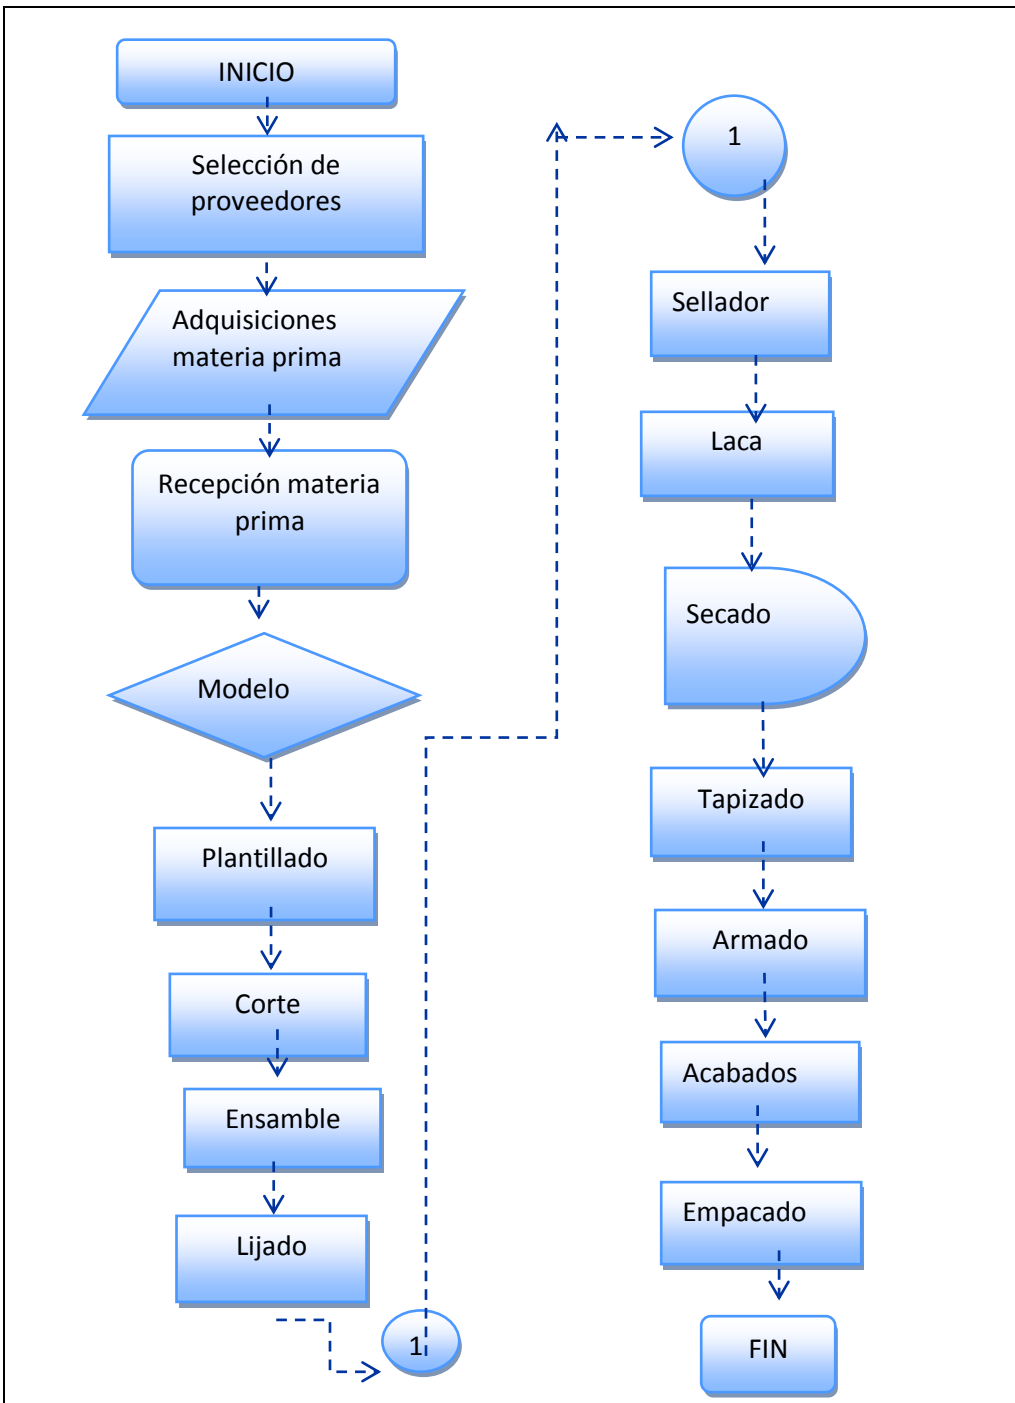 INICIO
Selección de
proveedores
Adquisiciones
materia prima
Recepción materia
prima
Modelo
Plantillado
Corte
Ensamble
Lijado
1
1
Sellador
Laca
Secado
Tapizado
Armado
Acabados
Empacado
FIN